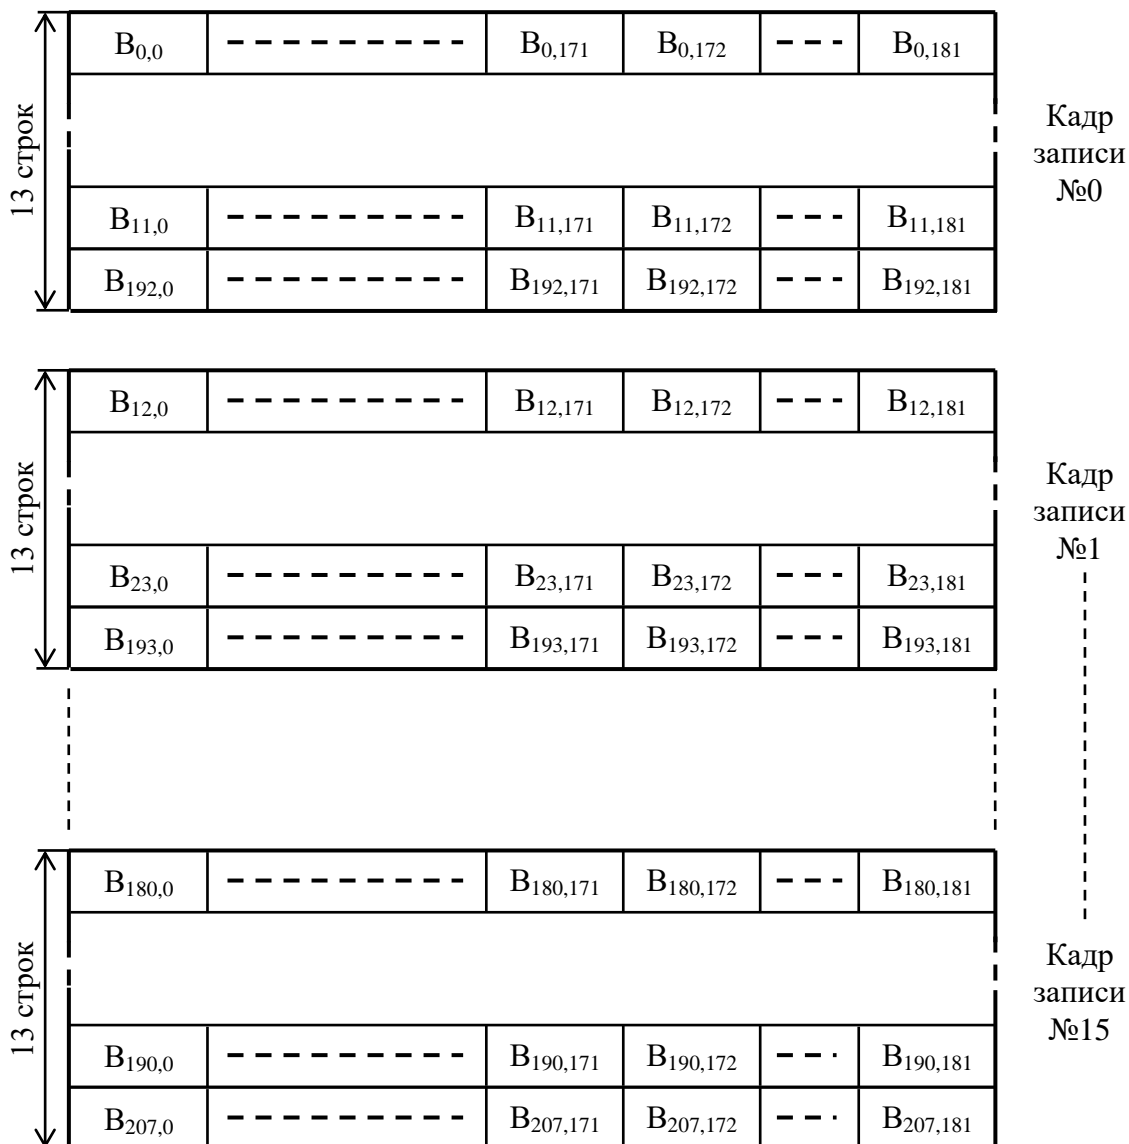 B0,0 B0,171 B0,172 B0,181
13 строк
Кадр
записи
№0
B11,0 B11,171 B11,172 B11,181
B192,0 B192,171 B192,172 B192,181
B12,0 B12,171 B12,172 B12,181
13 строк
Кадр
записи
№1
B23,0 B23,171 B23,172 B23,181
B193,0 B193,171 B193,172 B193,181
B180,0 B180,171 B180,172 B180,181
13 строк
Кадр
записи
№15
B190,0 B190,171 B190,172 B190,181
B207,0 B207,171 B207,172 B207,181